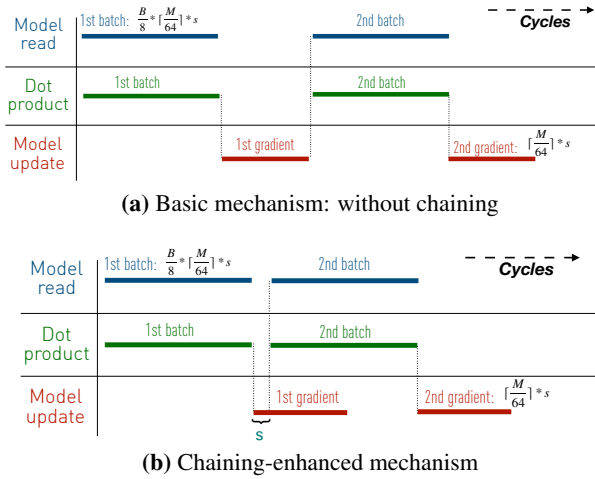 Model read
1st batch: B/8 * ⌈M/64⌉ * s
2nd batch
Cycles
Dot product
1st batch
2nd batch
Model update
1st gradient
2nd gradient: ⌈M/64⌉ * s
(a) Basic mechanism: without chaining
Model read
1st batch: B/8 * ⌈M/64⌉ * s
2nd batch
Cycles
Dot product
1st batch
2nd batch
Model update
1st gradient
2nd gradient: ⌈M/64⌉ * s
s
(b) Chaining-enhanced mechanism